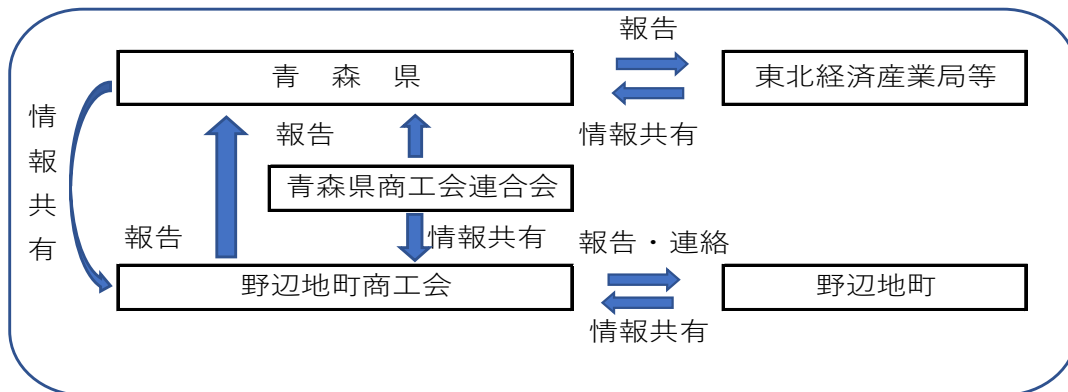 報告
青　森　県
東北経済産業局等
情報共有
情報共有
報告
青森県商工会連合会
報告
情報共有
報告・連絡
野辺地町商工会
野辺地町
情報共有